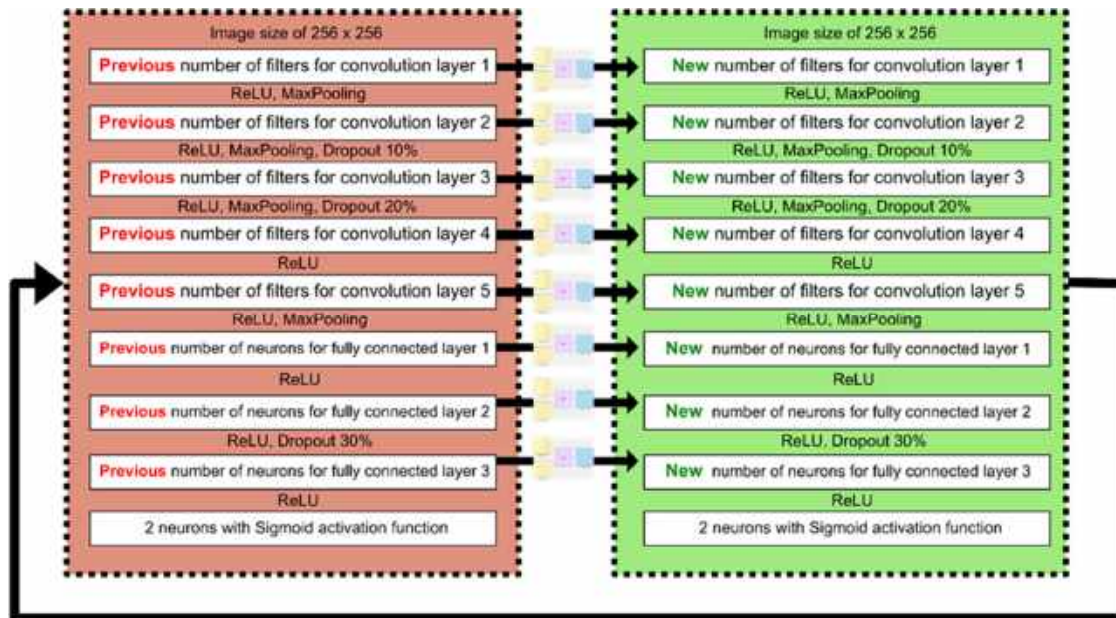 Image size of 256 x 256
Previous number of filters for convolution layer 1
ReLU, MaxPooling
Previous number of filters for convolution layer 2
ReLU, MaxPooling, Dropout 10%
Previous number of filters for convolution layer 3
ReLU, MaxPooling, Dropout 20%
Previous number of filters for convolution layer 4
ReLU
Previous number of filters for convolution layer 5
ReLU, MaxPooling
Previous number of neurons for fully connected layer 1
ReLU
Previous number of neurons for fully connected layer 2
ReLU, Dropout 30%
Previous number of neurons for fully connected layer 3
ReLU
2 neurons with Sigmoid activation function
Image size of 256 x 256
New number of filters for convolution layer 1
ReLU, MaxPooling
New number of filters for convolution layer 2
ReLU, MaxPooling, Dropout 10%
New number of filters for convolution layer 3
ReLU, MaxPooling, Dropout 20%
New number of filters for convolution layer 4
ReLU
New number of filters for convolution layer 5
ReLU, MaxPooling
New number of neurons for fully connected layer 1
ReLU
New number of neurons for fully connected layer 2
ReLU, Dropout 30%
New number of neurons for fully connected layer 3
ReLU
2 neurons with Sigmoid activation function